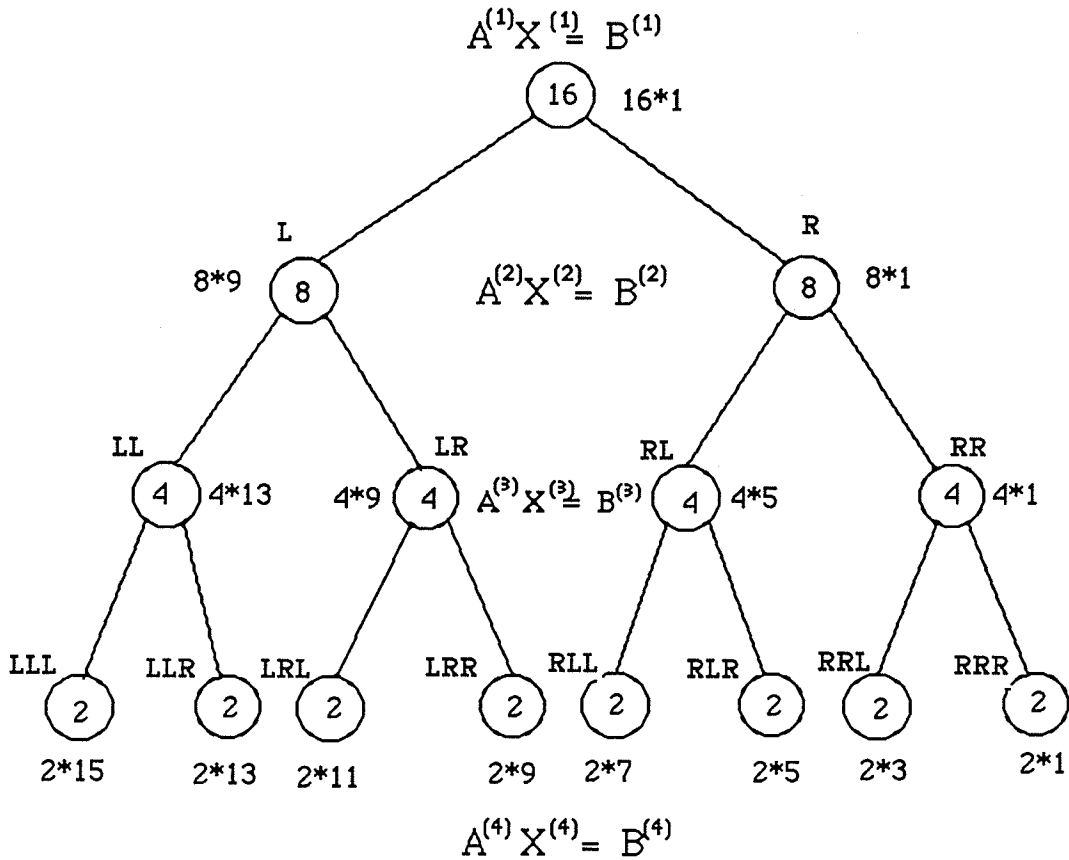 A^(1) X^(1) = B^(1)
16 16*1
L R
8*9 8 A^(2) X^(2) = B^(2) 8 8*1
LL LR RL RR
4 4*13 4*9 4 A^(3) X^(3) = B^(3) 4 4*5 4 4*1
LLL LLR LRL LRR RLL RLR RRL RRR
2 2 2 2 2 2 2 2
2*15 2*13 2*11 2*9 2*7 2*5 2*3 2*1
A^(4) X^(4) = B^(4)